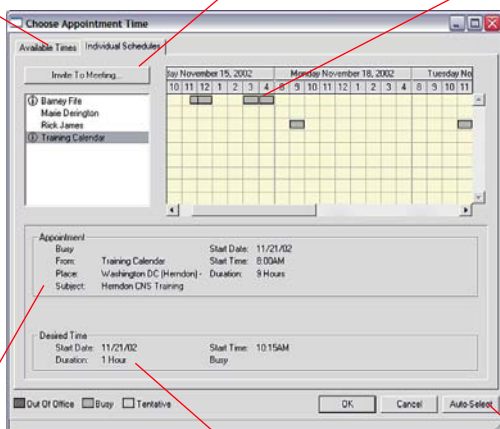 Choose Appointment Time
Available Times Individual Schedules
Invite To Meeting...
day November 15, 2002 Monday November 18, 2002 Tuesday No
10 11 12 1 2 3 4 8 9 10 11 12 1 2 3 4 8 9 10 11
Barney Fife
Marie Derington
Rick James
Training Calendar
Appointment
Busy Start Date: 11/21/02
From: Training Calendar Start Time: 8:00AM
Place: Washington DC (Herndon) - Duration: 9 Hours
Subject: Herndon CNS Training
Desired Time
Start Date: 11/21/02 Start Time: 10:15AM
Duration: 1 Hour Busy
Out Of Office Busy Tentative OK Cancel Auto-Select